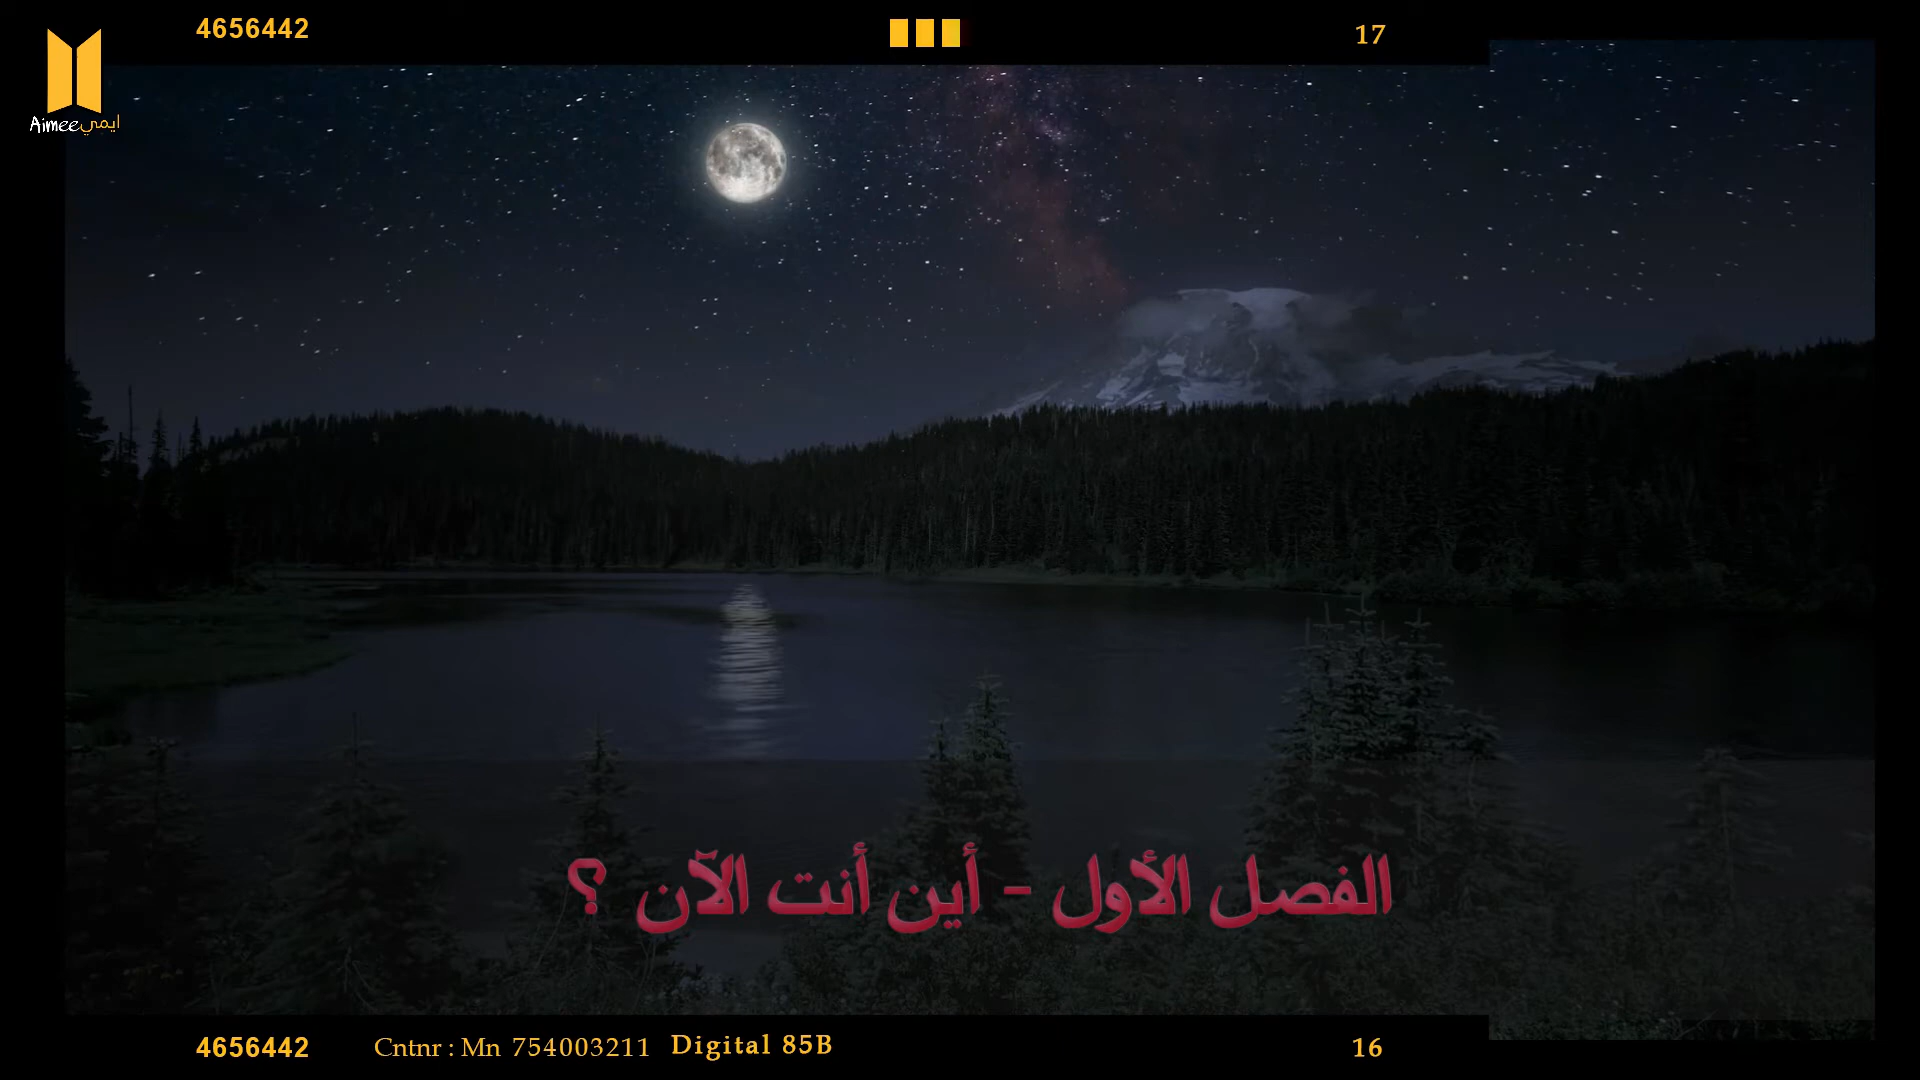 4656442
17
Aimee ايمي
الفصل الأول - أين أنت الآن ؟
4656442 Cntnr : Mn 754003211 Digital 85B
16